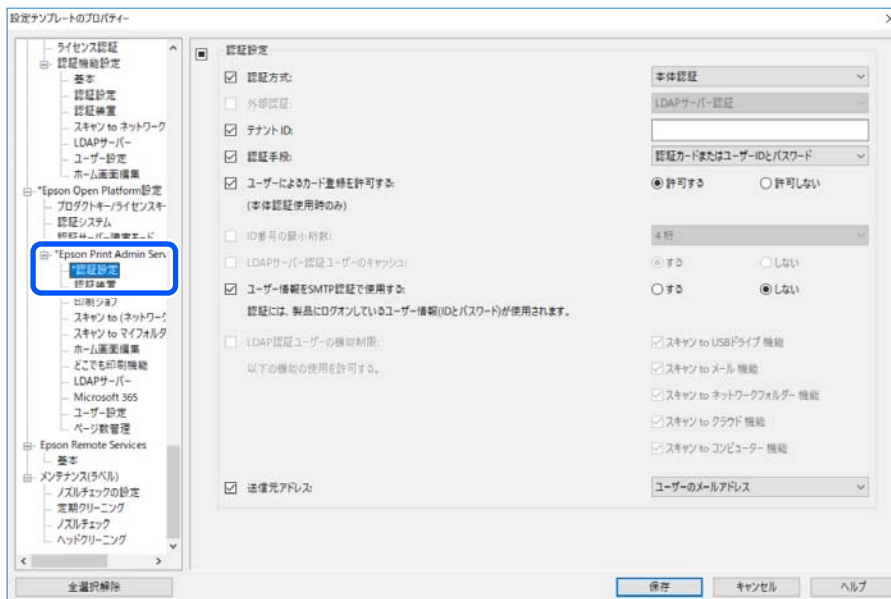 設定テンプレートのプロパティー
ライセンス認証
認証機能設定
基本
認証設定
認証装置
スキャン to ネットワーク
LDAPサーバー
ユーザー設定
ホーム画面編集
*Epson Open Platform設定
プロダクトキー/ライセンスキ-
認証システム
認証サーバー障害モード
*Epson Print Admin Serv
*認証設定
認証装置
印刷ジョブ
スキャン to (ネットワーク
スキャン to マイフォルダ
ホーム画面編集
どこでも印刷機能
LDAPサーバー
Microsoft 365
ユーザー設定
ページ数管理
Epson Remote Services
基本
メンテナンス(ラベル)
ノズルチェックの設定
定期クリーニング
ノズルチェック
ヘッドクリーニング
全選択解除
認証設定
認証方式: 本体認証
外部認証: LDAPサーバー認証
テナント ID:
認証手段: 認証カードまたはユーザーIDとパスワード
ユーザーによるカード登録を許可する: 許可する 許可しない
(本体認証使用時のみ)
ID番号の最小桁数: 4 桁
LDAPサーバー認証ユーザーのキャッシュ: する しない
ユーザー情報をSMTP認証で使用する: する しない
認証には、製品にログオンしているユーザー情報(IDとパスワード)が使用されます。
LDAP認証ユーザーの機能制限: スキャン to USBドライブ 機能
以下の機能の使用を許可する。 スキャン to メール 機能
スキャン to ネットワークフォルダー 機能
スキャン to クラウド 機能
スキャン to コンピューター 機能
送信元アドレス: ユーザーのメールアドレス
保存 キャンセル ヘルプ